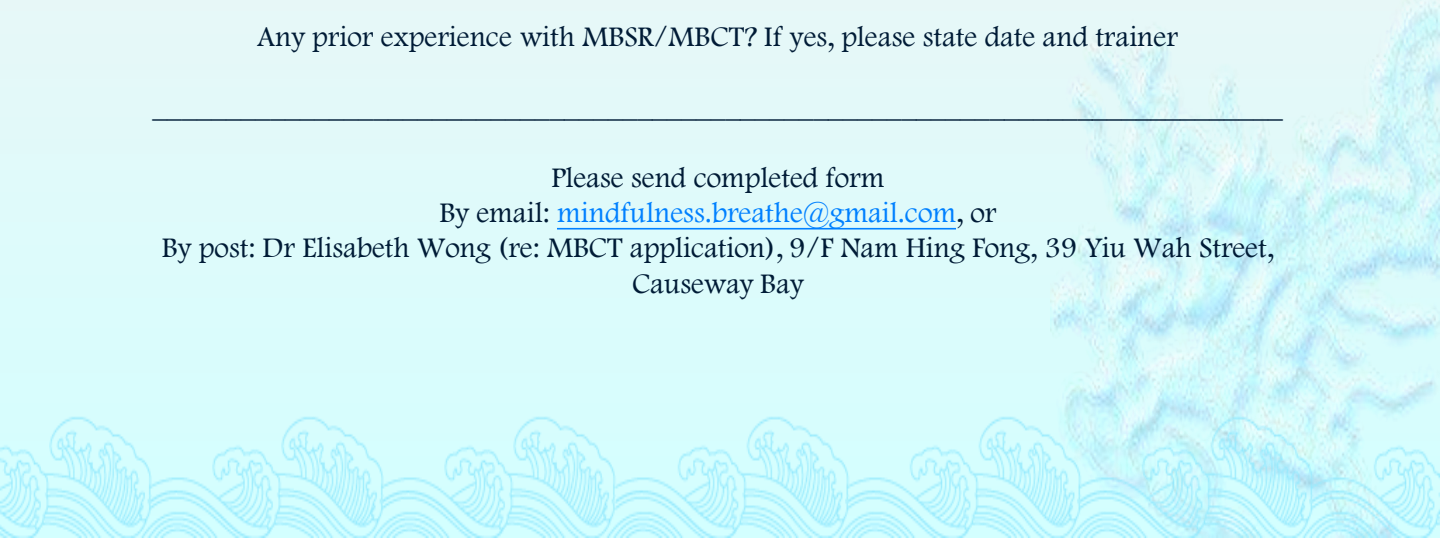 Any prior experience with MBSR/MBCT? If yes, please state date and trainer
Please send completed form
By email: mindfulness.breathe@gmail.com, or
By post: Dr Elisabeth Wong (re: MBCT application), 9/F Nam Hing Fong, 39 Yiu Wah Street,
Causeway Bay